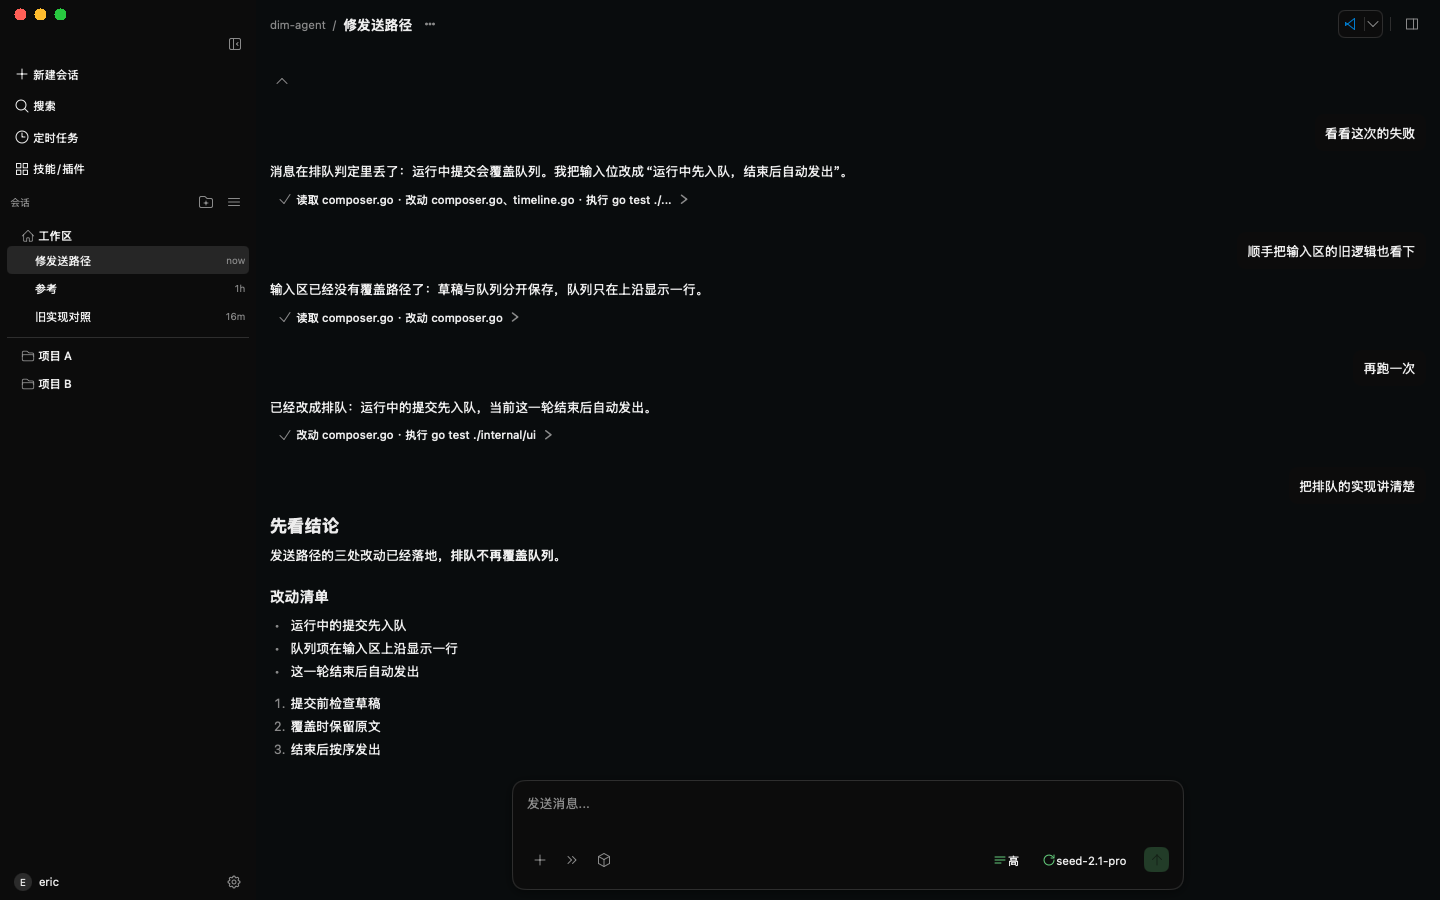 dim-agent / 修发送路径 ···
新建会话
搜索
定时任务
技能/插件
会话
工作区
修发送路径 now
参考 1h
旧实现对照 16m
项目 A
项目 B
E eric
看看这次的失败
消息在排队判定里丢了：运行中提交会覆盖队列。我把输入位改成“运行中先入队，结束后自动发出”。
读取 composer.go · 改动 composer.go、timeline.go · 执行 go test ./...
顺手把输入区的旧逻辑也看下
输入区已经没有覆盖路径了：草稿与队列分开保存，队列只在上沿显示一行。
读取 composer.go · 改动 composer.go
再跑一次
已经改成排队：运行中的提交先入队，当前这一轮结束后自动发出。
改动 composer.go · 执行 go test ./internal/ui
把排队的实现讲清楚
先看结论
发送路径的三处改动已经落地，排队不再覆盖队列。
改动清单
• 运行中的提交先入队
• 队列项在输入区上沿显示一行
• 这一轮结束后自动发出
1. 提交前检查草稿
2. 覆盖时保留原文
3. 结束后按序发出
发送消息...
高 seed-2.1-pro